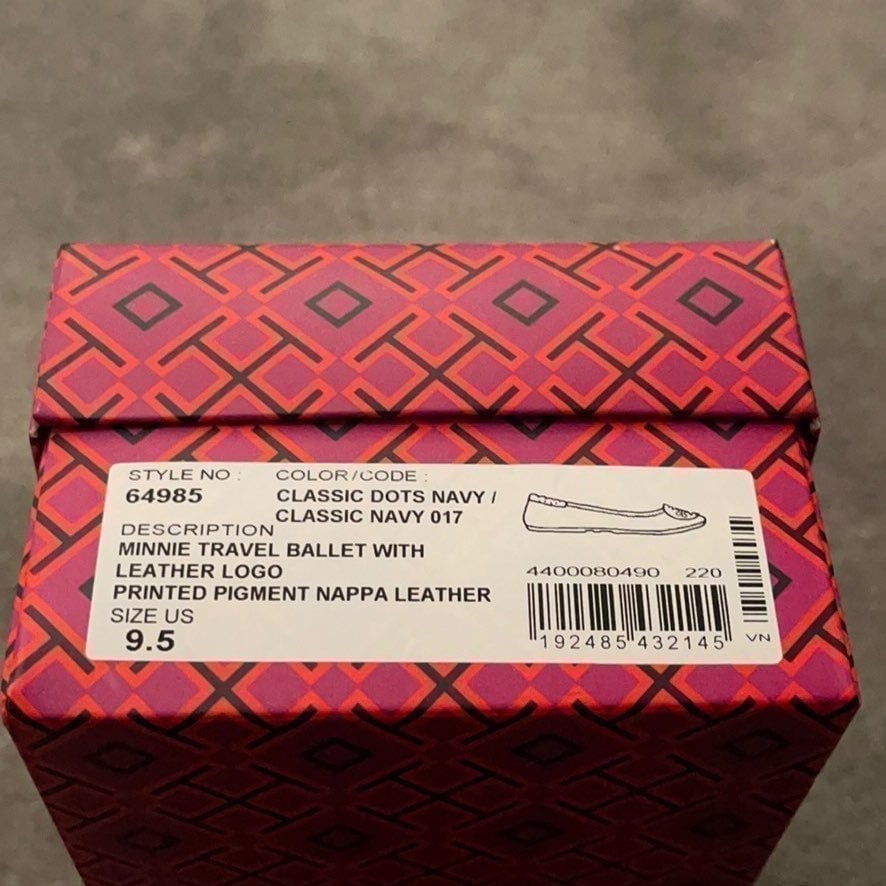 STYLE NO :
64985
COLOR/CODE :
CLASSIC DOTS NAVY /
CLASSIC NAVY 017
DESCRIPTION
MINNIE TRAVEL BALLET WITH
LEATHER LOGO
PRINTED PIGMENT NAPPA LEATHER
SIZE US
9.5
4400080490 220
192485 432145
VN